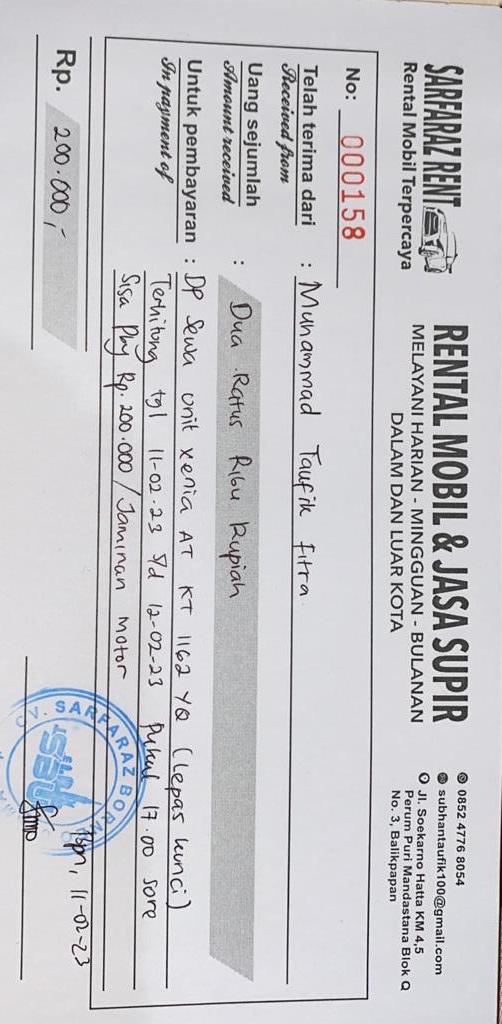 SARFARAZ RENT
Rental Mobil Terpercaya
RENTAL MOBIL & JASA SUPIR
MELAYANI HARIAN - MINGGUAN - BULANAN
DALAM DAN LUAR KOTA
0852 4776 8054
subhantaufik100@gmail.com
Jl. Soekarno Hatta KM 4,5
Perum Puri Mandastana Blok Q
No. 3, Balikpapan
No: 000158
Telah terima dari : Muhammad Taufik Fitra
Received from
Uang sejumlah : Dua Ratus Ribu Rupiah
Amount received
Untuk pembayaran : DP Sewa unit xenia AT KT 1162 YQ (Lepas kunci)
In payment of
Terhitung tgl 11-02-23 s/d 12-02-23 Pukul 17.00 sore
Sisa Pby Rp. 200.000 / Jaminan Motor
Rp. 200.000,-
Bpn, 11-02-23
CV. SARFARAZ BORN